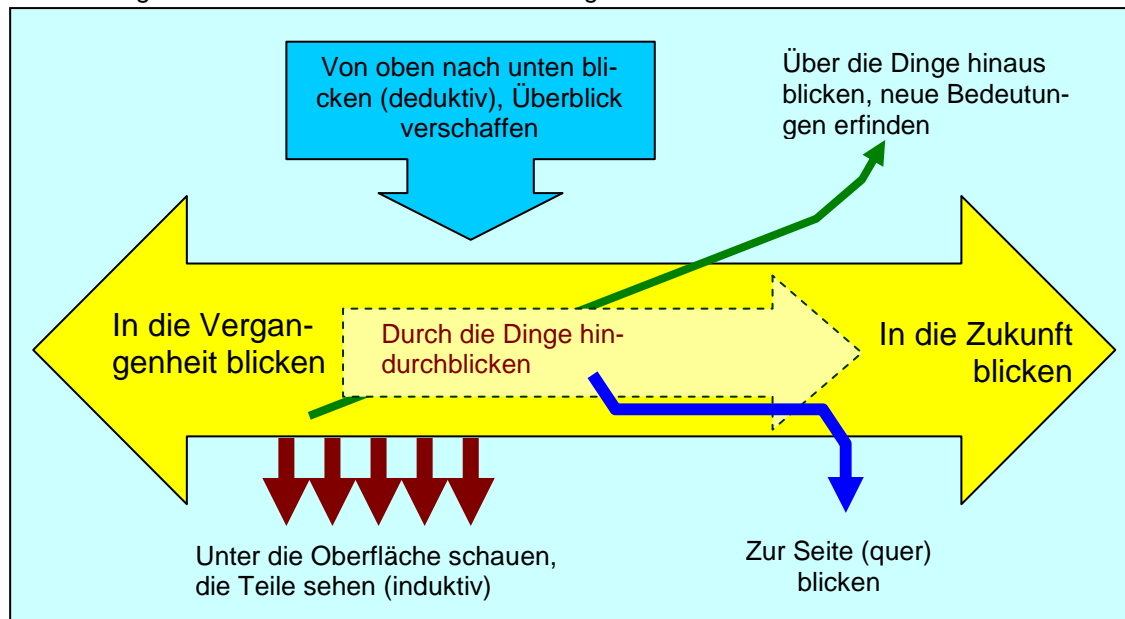 Von oben nach unten bli-
cken (deduktiv), Überblick
verschaffen
Über die Dinge hinaus
blicken, neue Bedeutun-
gen erfinden
In die Vergan-
genheit blicken
Durch die Dinge hin-
durchblicken
In die Zukunft
blicken
Unter die Oberfläche schauen,
die Teile sehen (induktiv)
Zur Seite (quer)
blicken